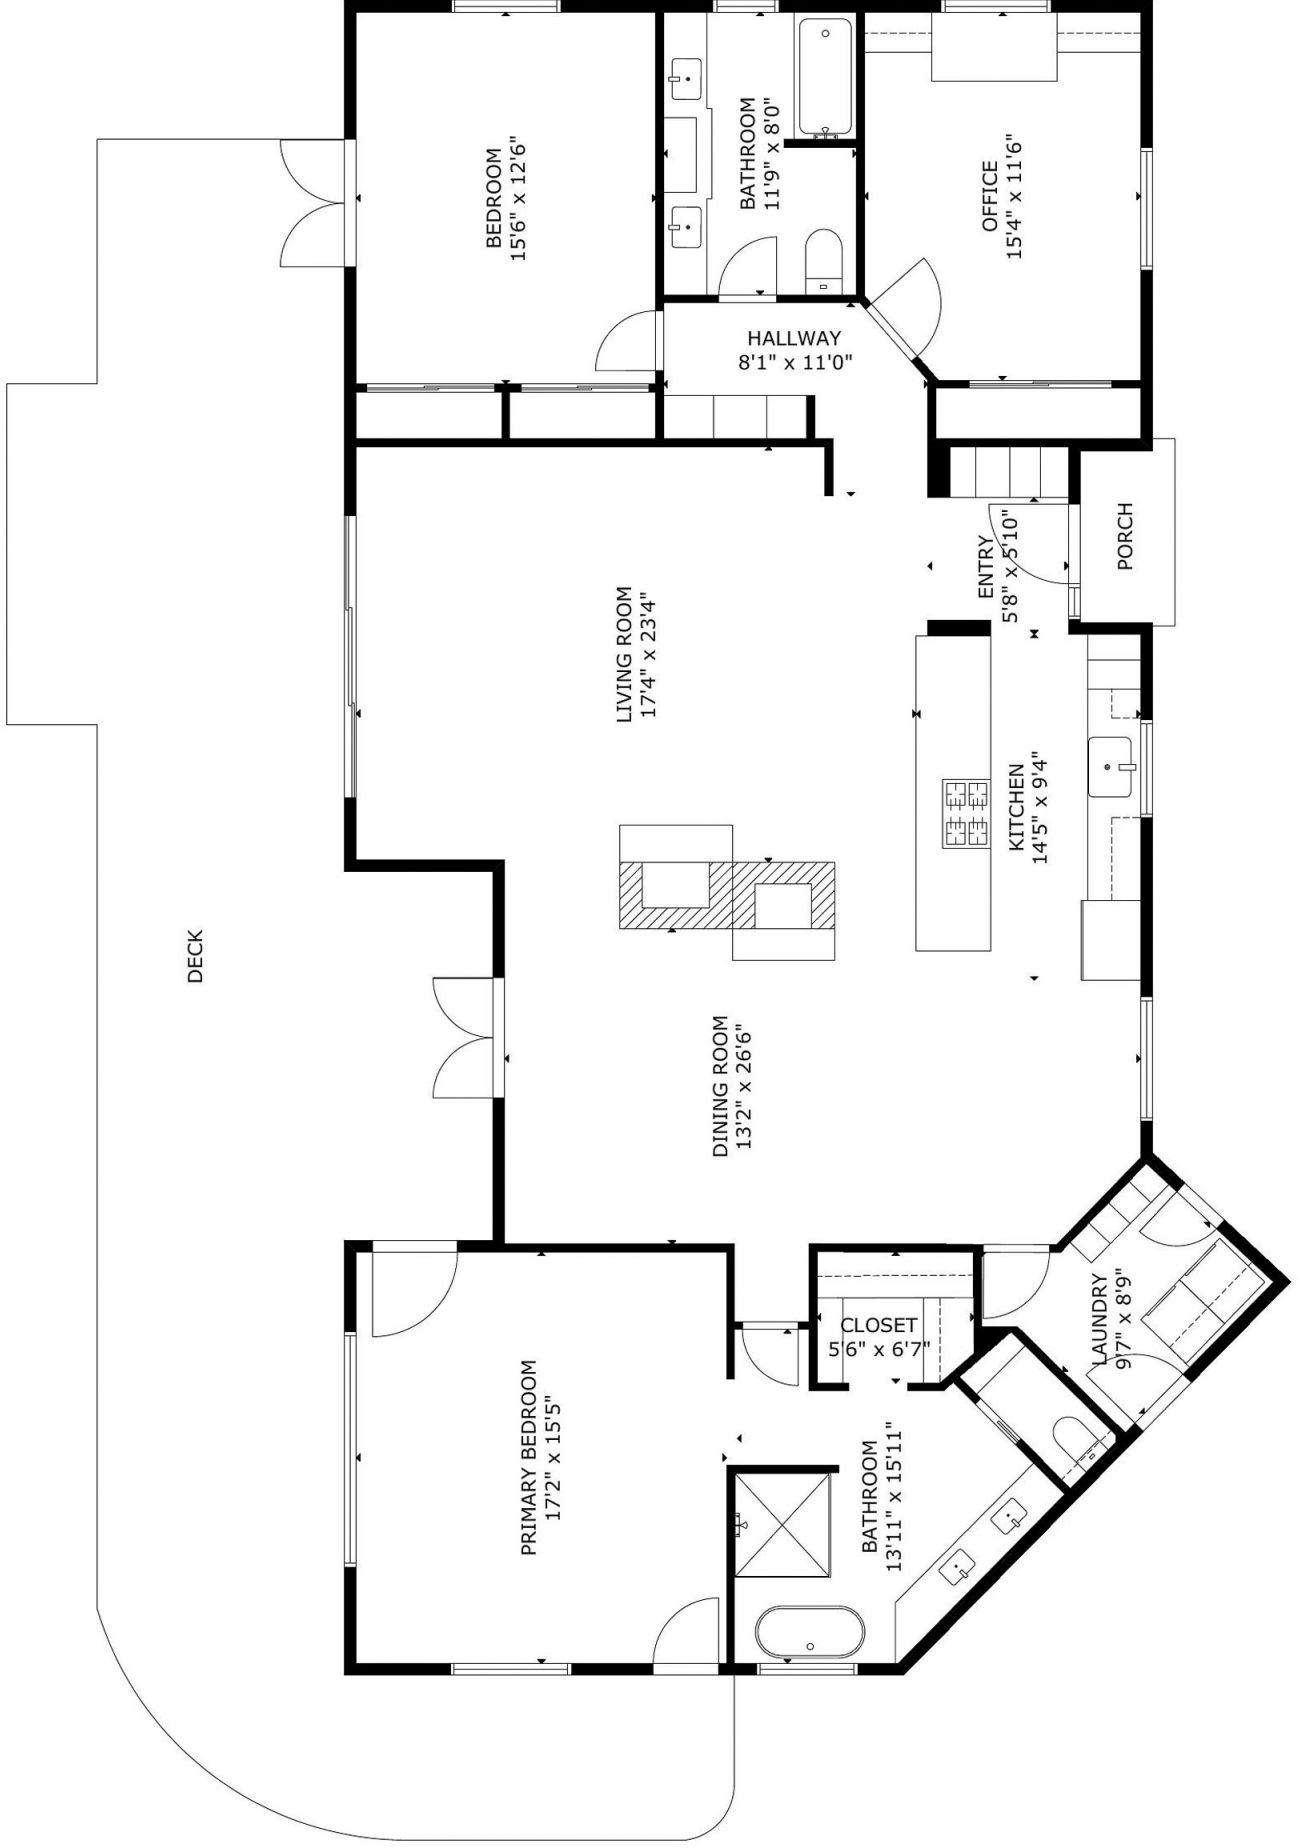 BEDROOM
15'6" x 12'6"
BATHROOM
11'9" x 8'0"
OFFICE
15'4" x 11'6"
HALLWAY
8'1" x 11'0"
LIVING ROOM
17'4" x 23'4"
ENTRY
5'8" x 5'10"
PORCH
KITCHEN
14'5" x 9'4"
DECK
DINING ROOM
13'2" x 26'6"
CLOSET
5'6" x 6'7"
LAUNDRY
9'7" x 8'9"
PRIMARY BEDROOM
17'2" x 15'5"
BATHROOM
13'11" x 15'11"